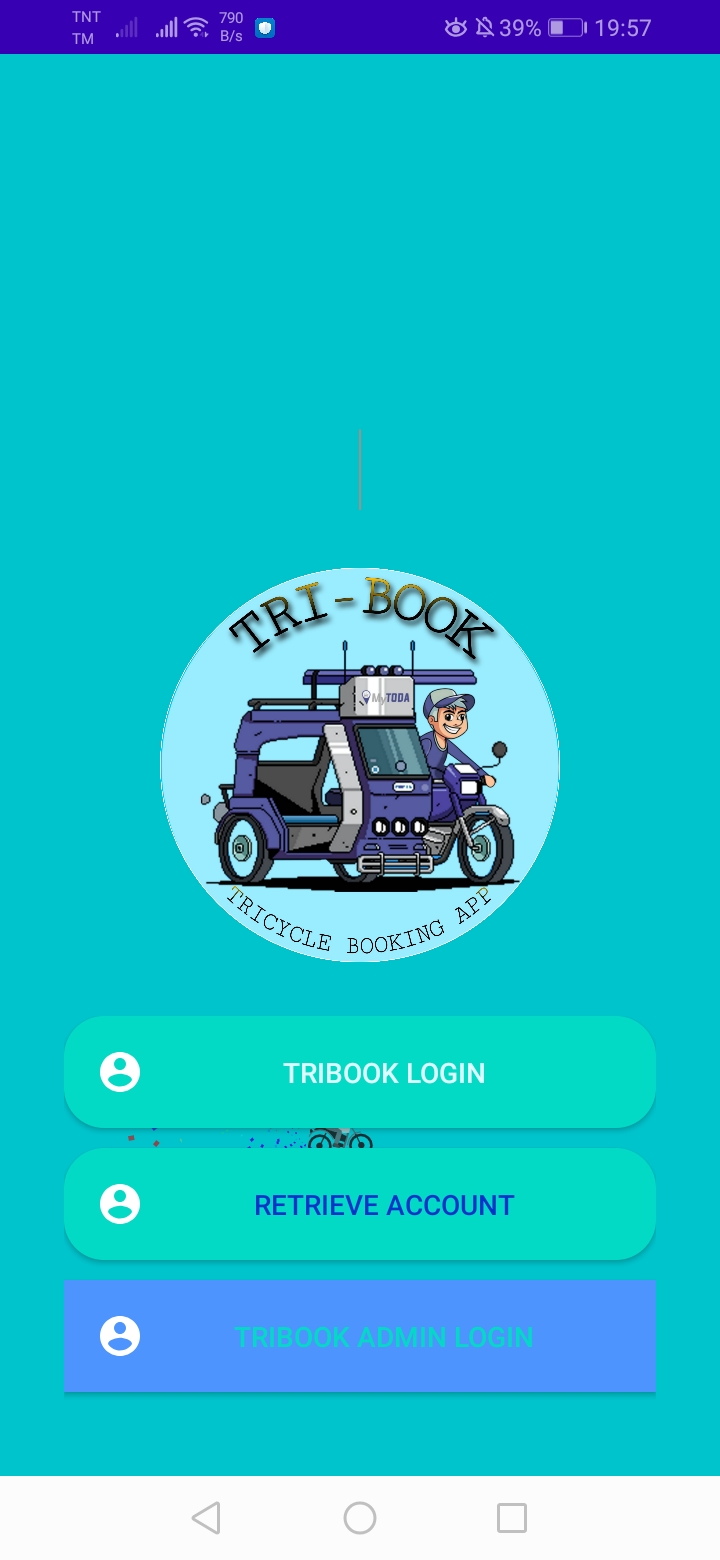 TNT
TM
790
B/s
39%
19:57
TRI-BOOK
MyTODA
TRICYCLE BOOKING APP
TRIBOOK LOGIN
RETRIEVE ACCOUNT
TRIBOOK ADMIN LOGIN